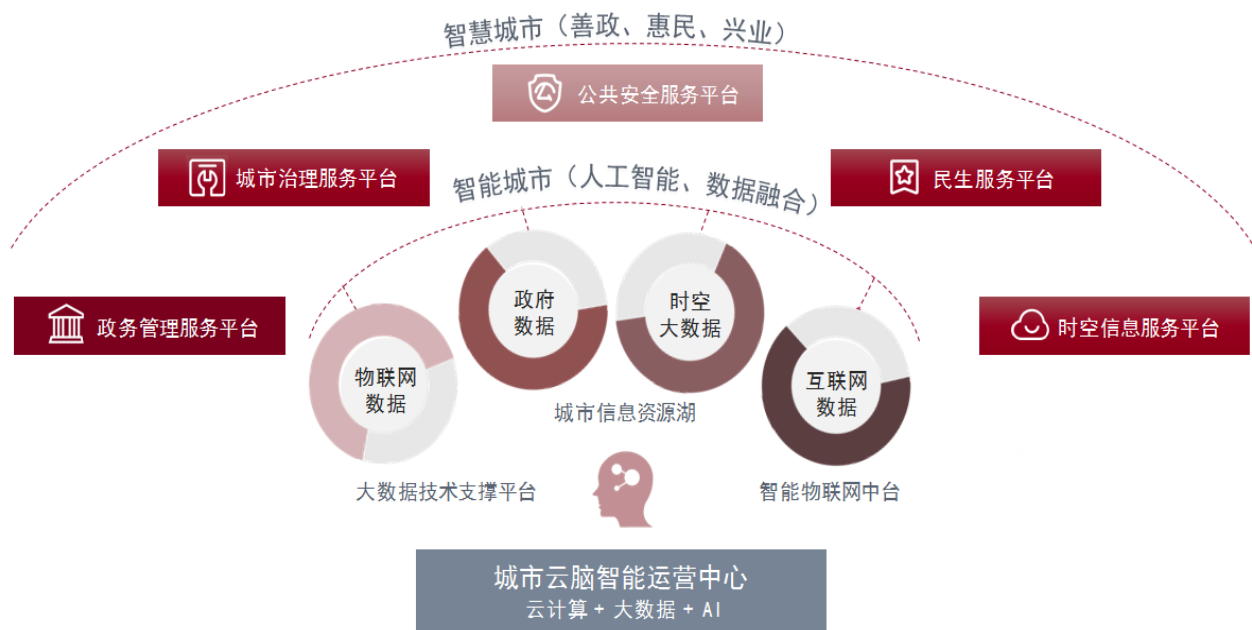 智慧城市（善政、惠民、兴业）
公共安全服务平台
城市治理服务平台
智能城市（人工智能、数据融合）
民生服务平台
政务管理服务平台
政府
数据
时空
大数据
时空信息服务平台
物联网
数据
互联网
数据
城市信息资源湖
大数据技术支撑平台
智能物联网中台
城市云脑智能运营中心
云计算 + 大数据 + AI